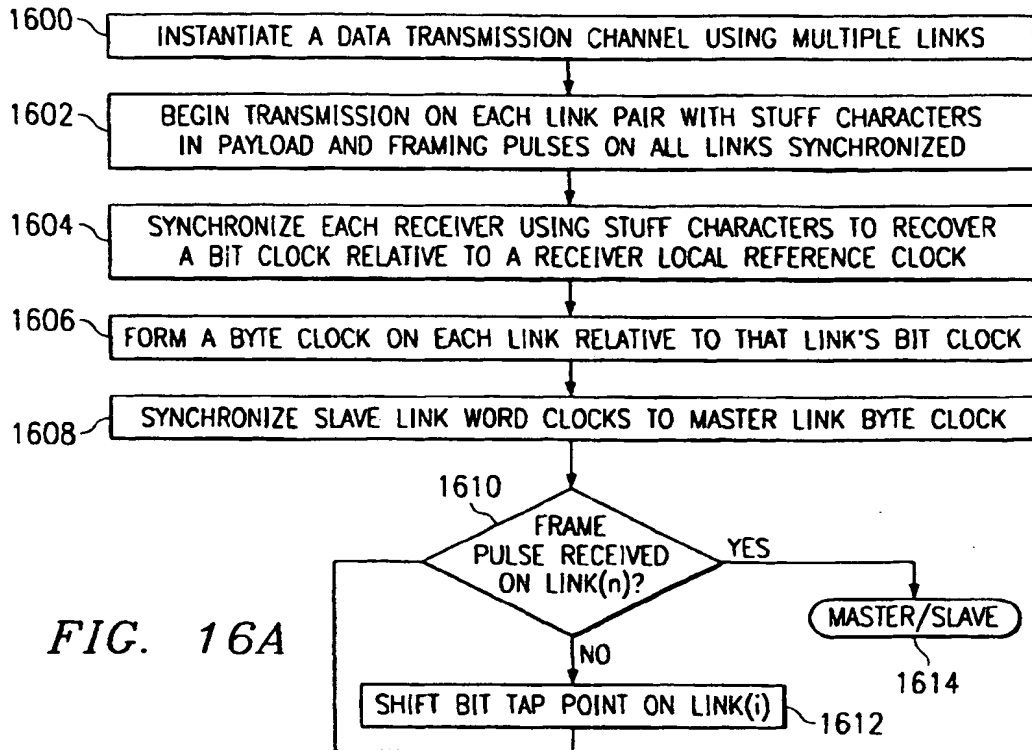 1600
INSTANTIATE A DATA TRANSMISSION CHANNEL USING MULTIPLE LINKS
1602
BEGIN TRANSMISSION ON EACH LINK PAIR WITH STUFF CHARACTERS
IN PAYLOAD AND FRAMING PULSES ON ALL LINKS SYNCHRONIZED
1604
SYNCHRONIZE EACH RECEIVER USING STUFF CHARACTERS TO RECOVER
A BIT CLOCK RELATIVE TO A RECEIVER LOCAL REFERENCE CLOCK
1606
FORM A BYTE CLOCK ON EACH LINK RELATIVE TO THAT LINK'S BIT CLOCK
1608
SYNCHRONIZE SLAVE LINK WORD CLOCKS TO MASTER LINK BYTE CLOCK
1610
FRAME
PULSE RECEIVED
ON LINK(n)?
YES
MASTER/SLAVE
1614
FIG. 16A
NO
SHIFT BIT TAP POINT ON LINK(i)
1612